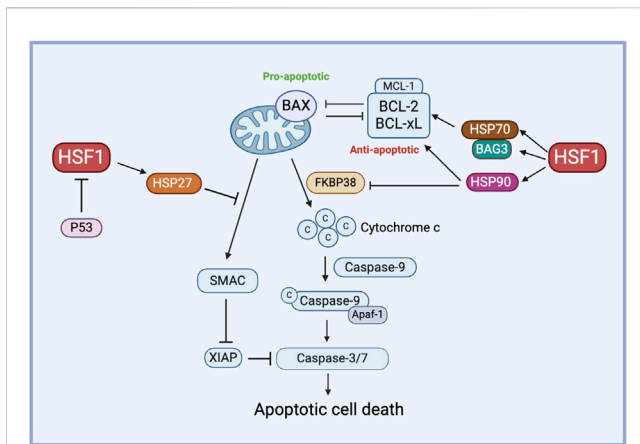 Pro-apoptotic
MCL-1
BAX
BCL-2
BCL-xL
HSP70
BAG3
HSF1
HSF1
Anti-apoptotic
HSP27
FKBP38
HSP90
P53
C
C
C
C
Cytochrome c
Caspase-9
SMAC
C
Caspase-9
Apaf-1
XIAP
Caspase-3/7
Apoptotic cell death